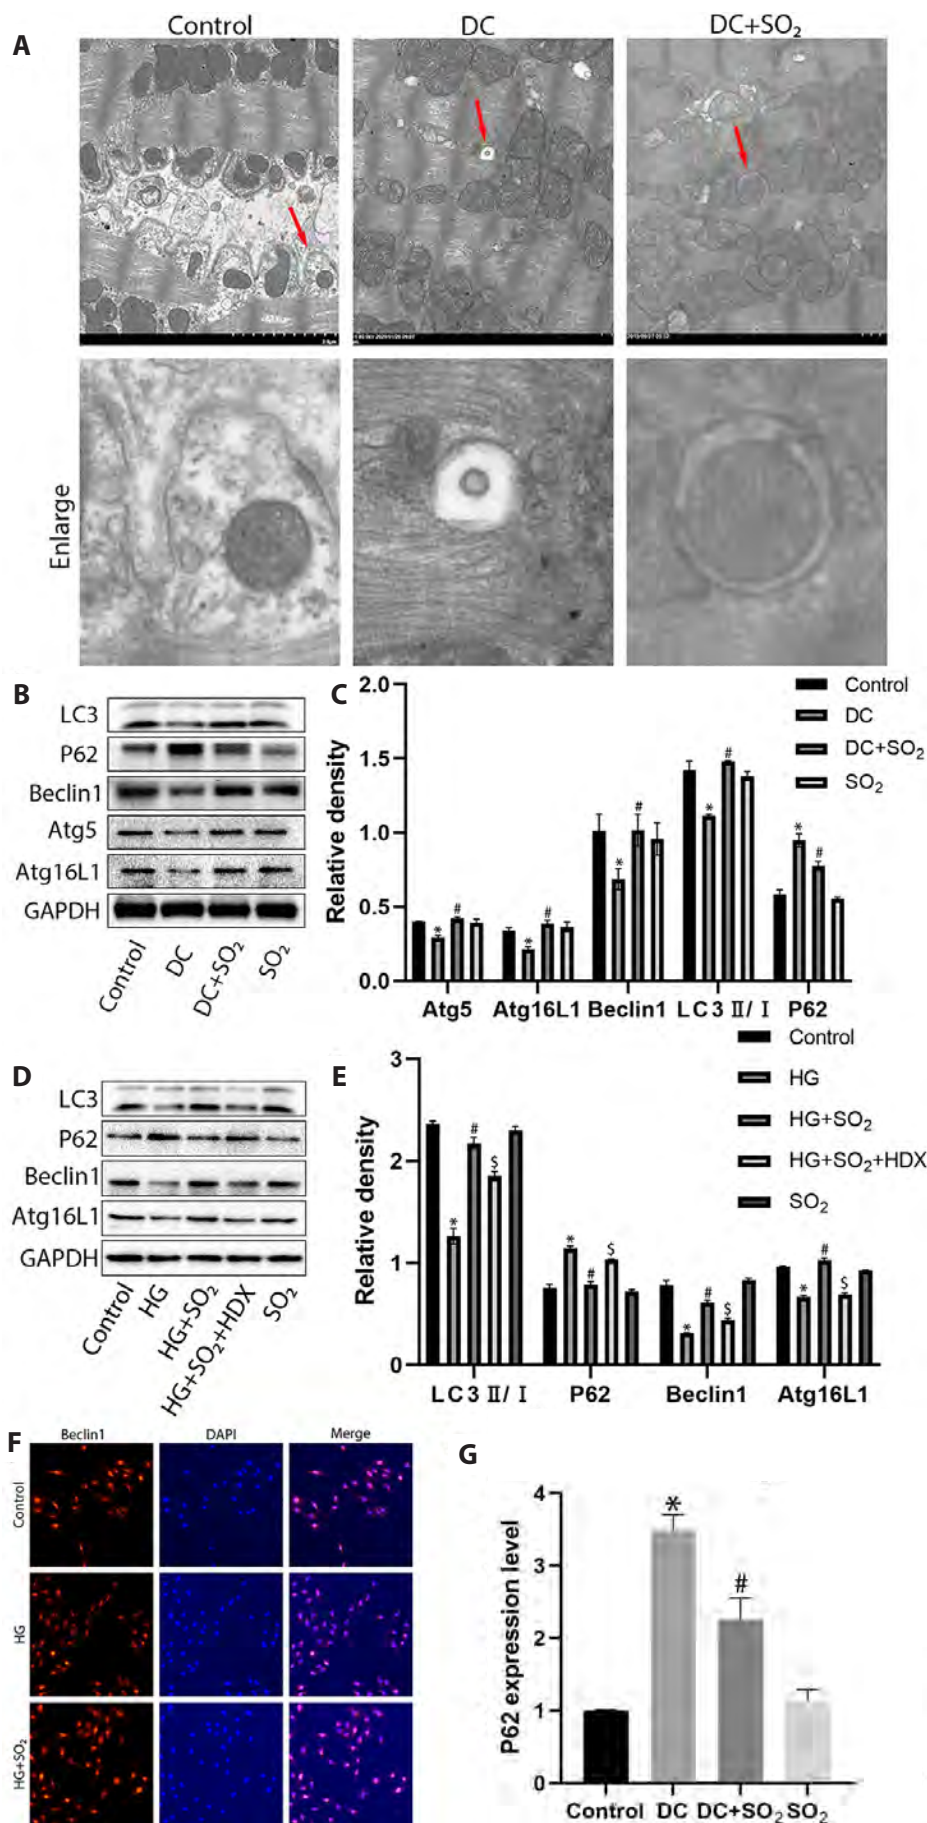 A
Control
DC
DC+SO₂
Enlarge
B
LC3
P62
Beclin1
Atg5
Atg16L1
GAPDH
Control
DC
DC+SO₂
SO₂
C
Relative density
2.0
1.5
1.0
0.5
0.0
Control
DC
DC+SO₂
SO₂
* # * # * # * # * #
Atg5
Atg16L1
Beclin1
LC3 Ⅱ/Ⅰ
P62
D
LC3
P62
Beclin1
Atg16L1
GAPDH
Control
HG
HG+SO₂
HG+SO₂+HDX
SO₂
E
Relative density
3
2
1
0
Control
HG
HG+SO₂
HG+SO₂+HDX
SO₂
* # $ * # $ * # $ * # $
LC3 Ⅱ/Ⅰ
P62
Beclin1
Atg16L1
F
Beclin1
DAPI
Merge
Control
HG
HG+SO₂
G
P62 expression level
4
3
2
1
0
*
#
Control
DC
DC+SO₂
SO₂